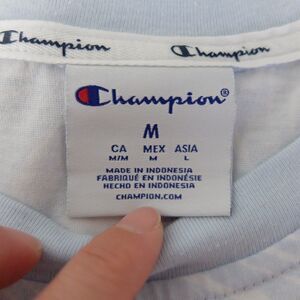 Champion Champion
Champion®
M
CA MEX ASIA
M/M M L
MADE IN INDONESIA
FABRIQUÉ EN INDONÉSIE
HECHO EN INDONESIA
CHAMPION.COM